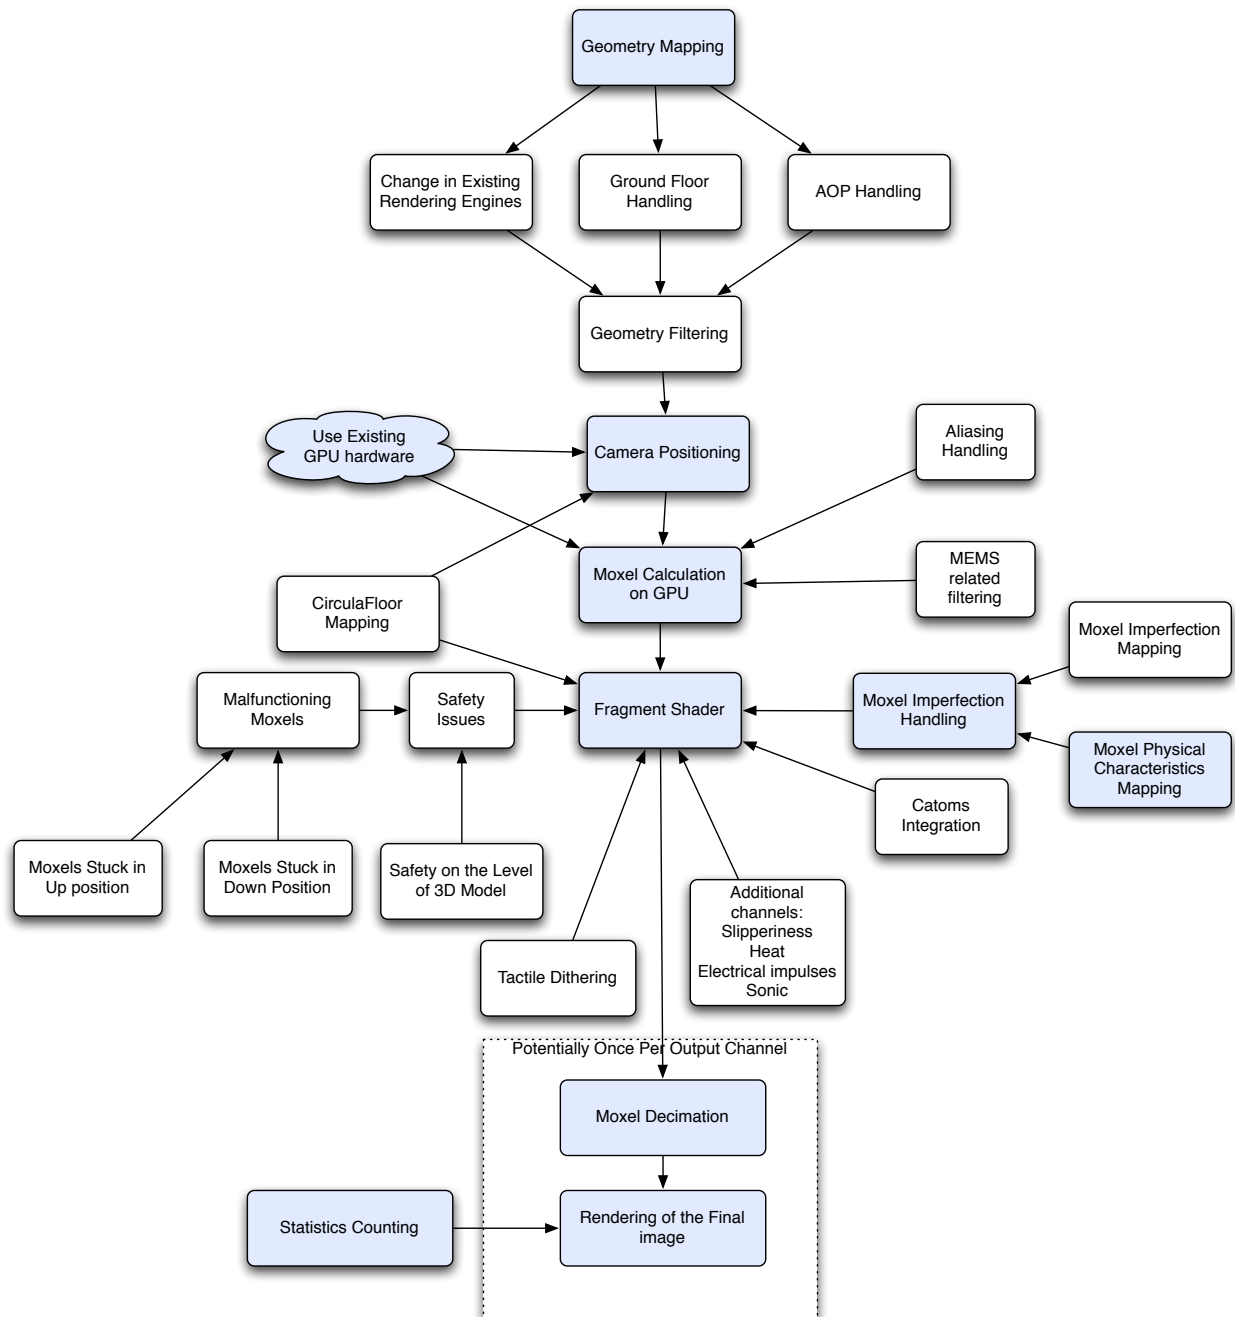 Geometry Mapping
Change in Existing
Rendering Engines
Ground Floor
Handling
AOP Handling
Geometry Filtering
Use Existing
GPU hardware
Camera Positioning
Aliasing
Handling
Moxel Calculation
on GPU
MEMS
related
filtering
CirculaFloor
Mapping
Moxel Imperfection
Mapping
Malfunctioning
Moxels
Safety
Issues
Fragment Shader
Moxel Imperfection
Handling
Moxel Physical
Characteristics
Mapping
Catoms
Integration
Moxels Stuck in
Up position
Moxels Stuck in
Down Position
Safety on the Level
of 3D Model
Additional
channels:
Slipperiness
Heat
Electrical impulses
Sonic
Tactile Dithering
Potentially Once Per Output Channel
Moxel Decimation
Statistics Counting
Rendering of the Final
image